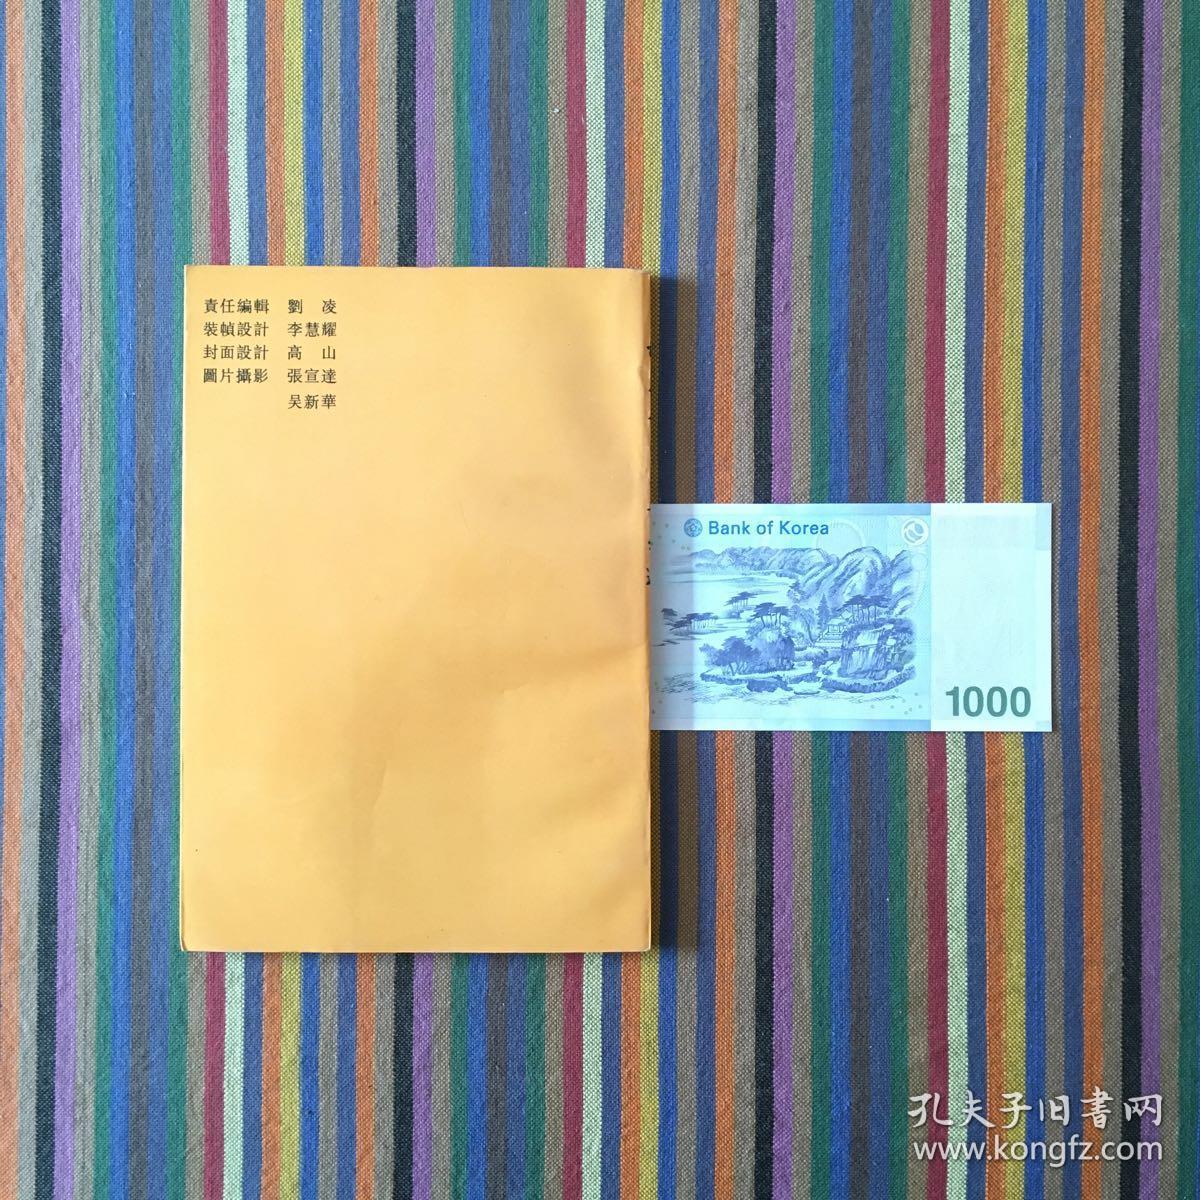 責任編輯 劉 凌
裝幀設計 李慧耀
封面設計 高 山
圖片攝影 張宣達
吴新華
Bank of Korea
1000
孔夫子旧書网
www.kongfz.com